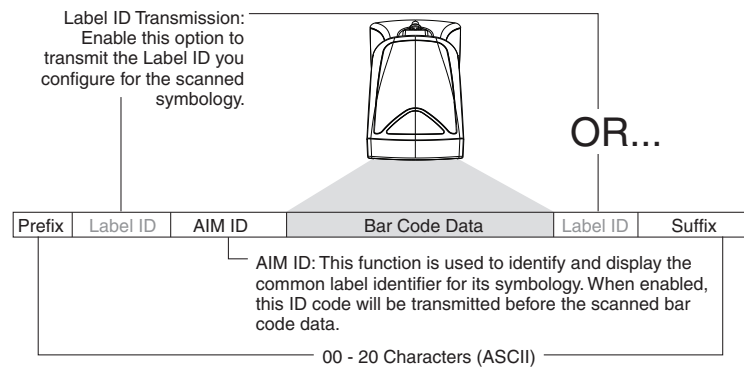 Label ID Transmission:
Enable this option to
transmit the Label ID you
configure for the scanned
symbology.
OR...
Prefix Label ID AIM ID Bar Code Data Label ID Suffix
AIM ID: This function is used to identify and display the
common label identifier for its symbology. When enabled,
this ID code will be transmitted before the scanned bar
code data.
00 - 20 Characters (ASCII)